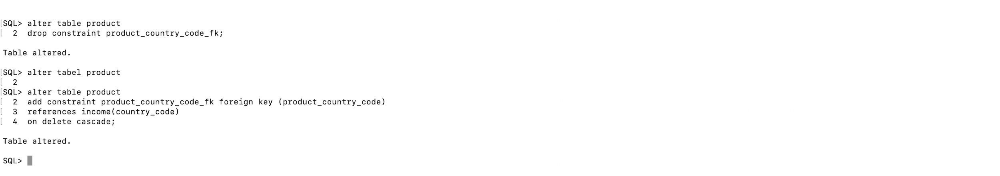 [SQL> alter table product
[  2  drop constraint product_country_code_fk;
Table altered.
[SQL> alter tabel product
[  2
[SQL> alter table product
[  2  add constraint product_country_code_fk foreign key (product_country_code)
[  3  references income(country_code)
[  4  on delete cascade;
Table altered.
SQL>